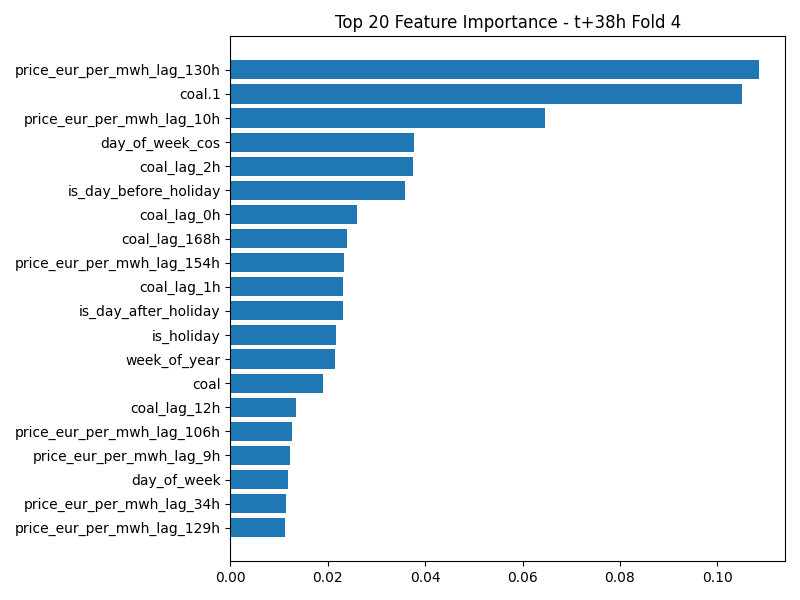 Top 20 Feature Importance - t+38h Fold 4
price_eur_per_mwh_lag_130h
coal.1
price_eur_per_mwh_lag_10h
day_of_week_cos
coal_lag_2h
is_day_before_holiday
coal_lag_0h
coal_lag_168h
price_eur_per_mwh_lag_154h
coal_lag_1h
is_day_after_holiday
is_holiday
week_of_year
coal
coal_lag_12h
price_eur_per_mwh_lag_106h
price_eur_per_mwh_lag_9h
day_of_week
price_eur_per_mwh_lag_34h
price_eur_per_mwh_lag_129h
0.00 0.02 0.04 0.06 0.08 0.10